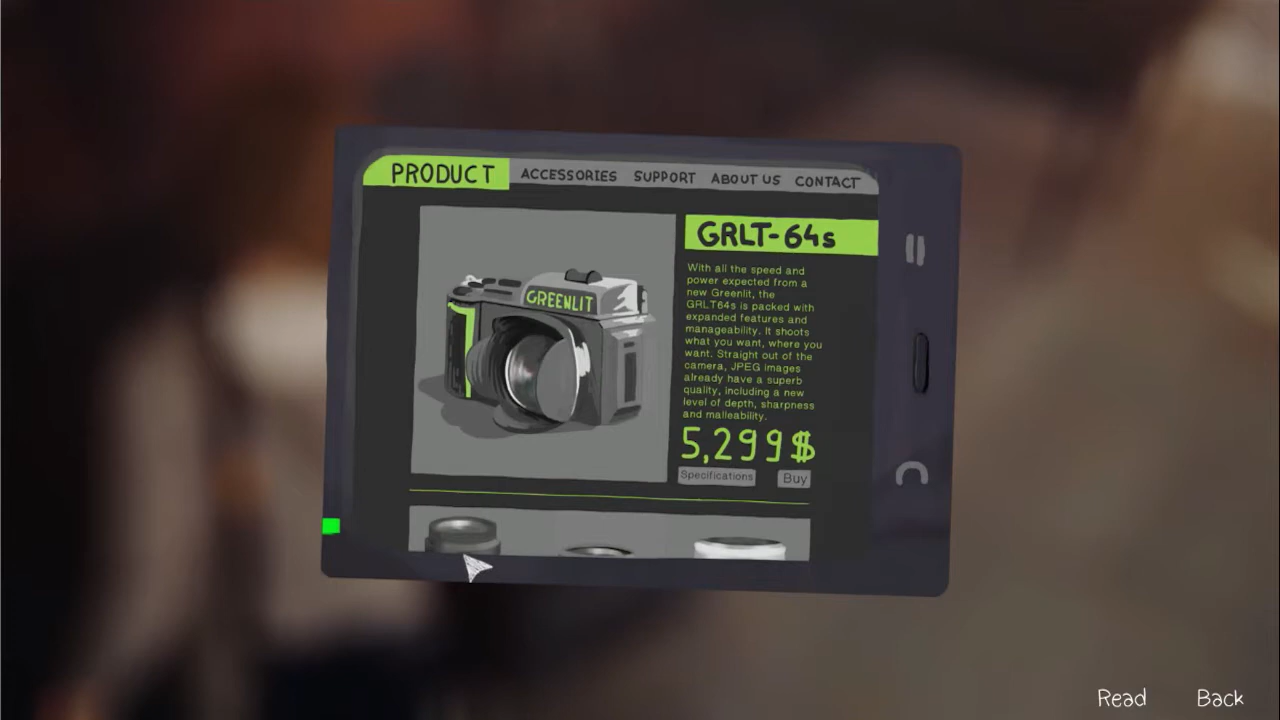 PRODUCT ACCESSORIES SUPPORT ABOUT US CONTACT
GREENLIT
GRLT-64s
With all the speed and
power expected from a
new Greenlit, the
GRLT64s is packed with
expanded features and
manageability. It shoots
what you want, where you
want. Straight out of the
camera, JPEG images
already have a superb
quality, including a new
level of depth, sharpness
and malleability.
5,299$
Specifications Buy
Read Back